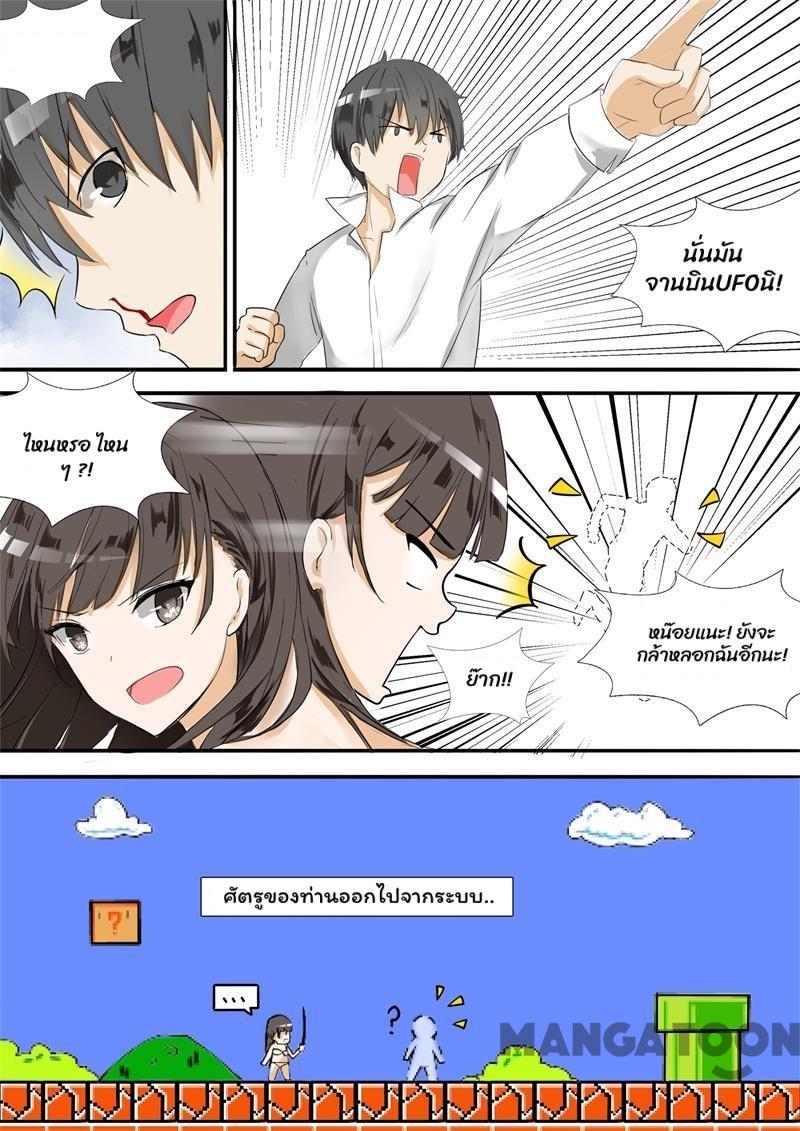 นั่นมัน
จานบินUFOนิ!
ไหนหรอ ไหน
ๆ ?!
หน๊อยแนะ! ยังจะ
กล้าหลอกฉันอีกนะ!
ย๊าก!!
ศัตรูของท่านออกไปจากระบบ..
?
...
?
MANGATOON